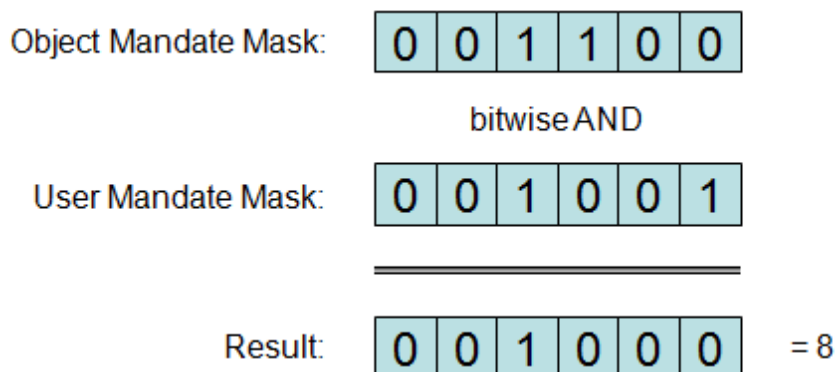 Object Mandate Mask: 0 0 1 1 0 0
bitwise AND
User Mandate Mask: 0 0 1 0 0 1
Result: 0 0 1 0 0 0 = 8